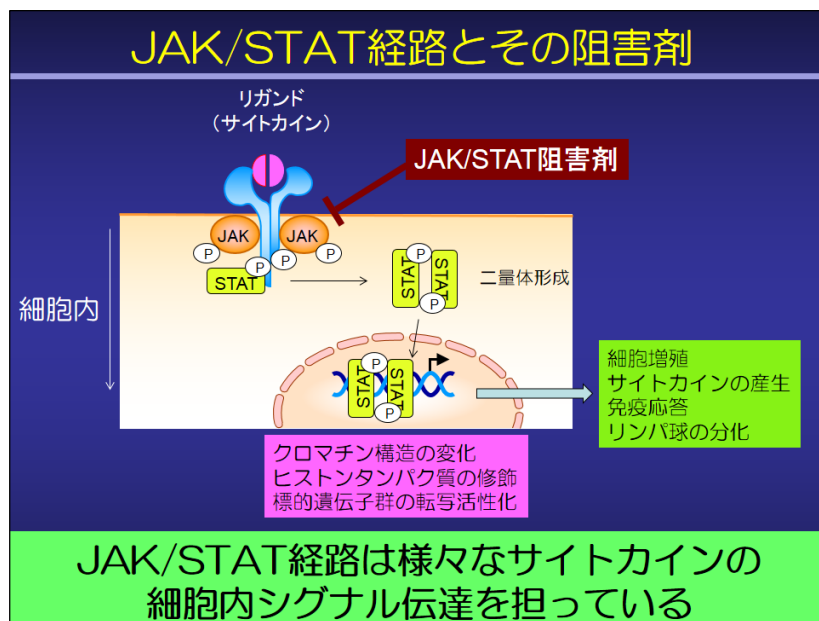 JAK/STAT経路とその阻害剤
リガンド
（サイトカイン）
JAK/STAT阻害剤
JAK
JAK
P
P
P
P
STAT
細胞内
STAT
P
STAT
P
二量体形成
STAT
P
STAT
P
細胞増殖
サイトカインの産生
免疫応答
リンパ球の分化
クロマチン構造の変化
ヒストンタンパク質の修飾
標的遺伝子群の転写活性化
JAK/STAT経路は様々なサイトカインの
細胞内シグナル伝達を担っている